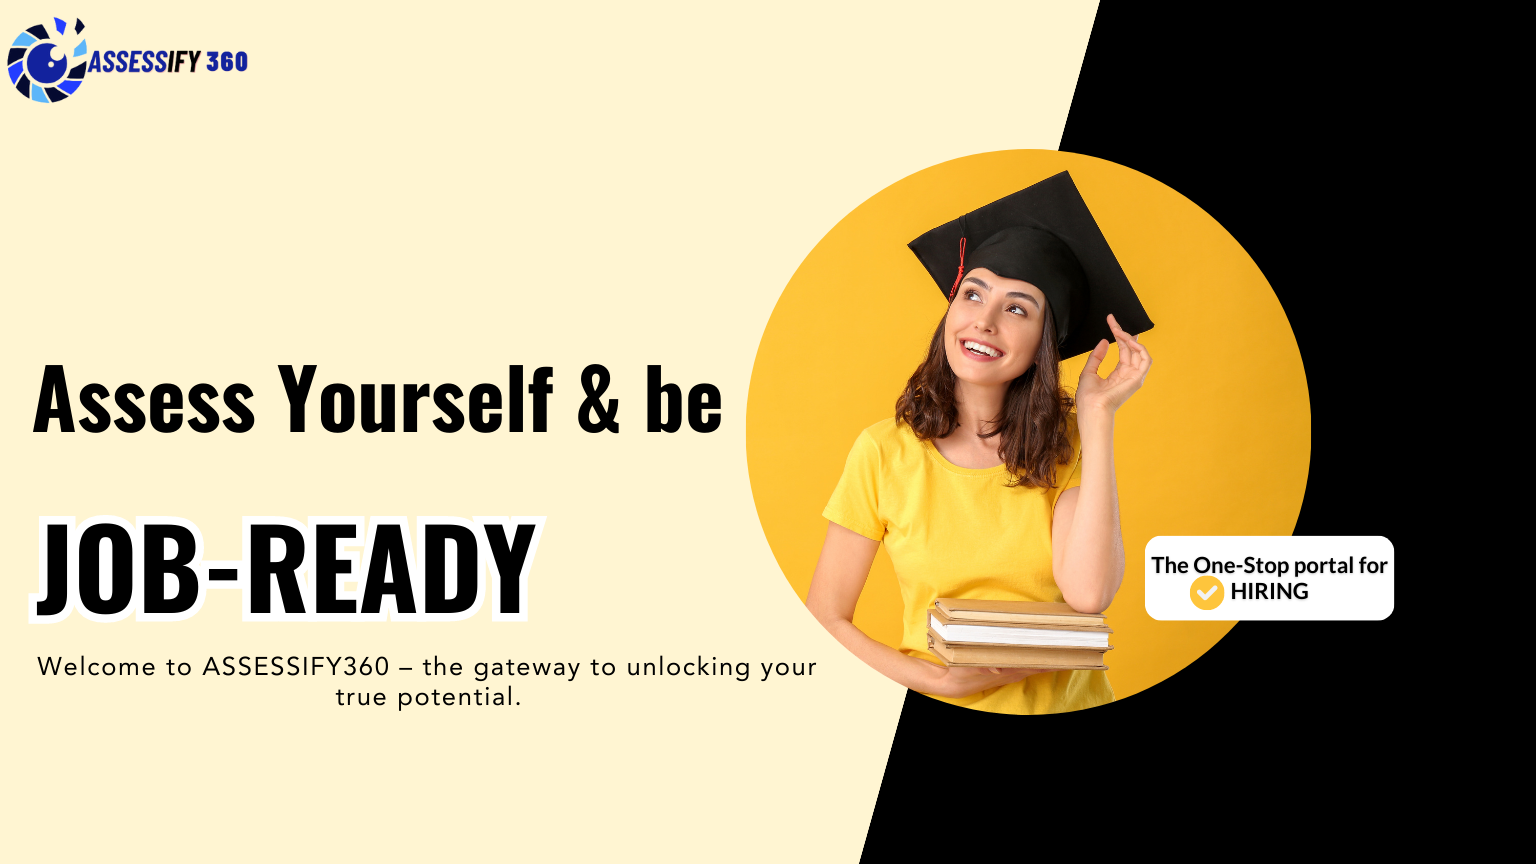 ASSESSIFY 360
Assess Yourself & be
JOB-READY
Welcome to ASSESSIFY360 – the gateway to unlocking your
true potential.
The One-Stop portal for
HIRING